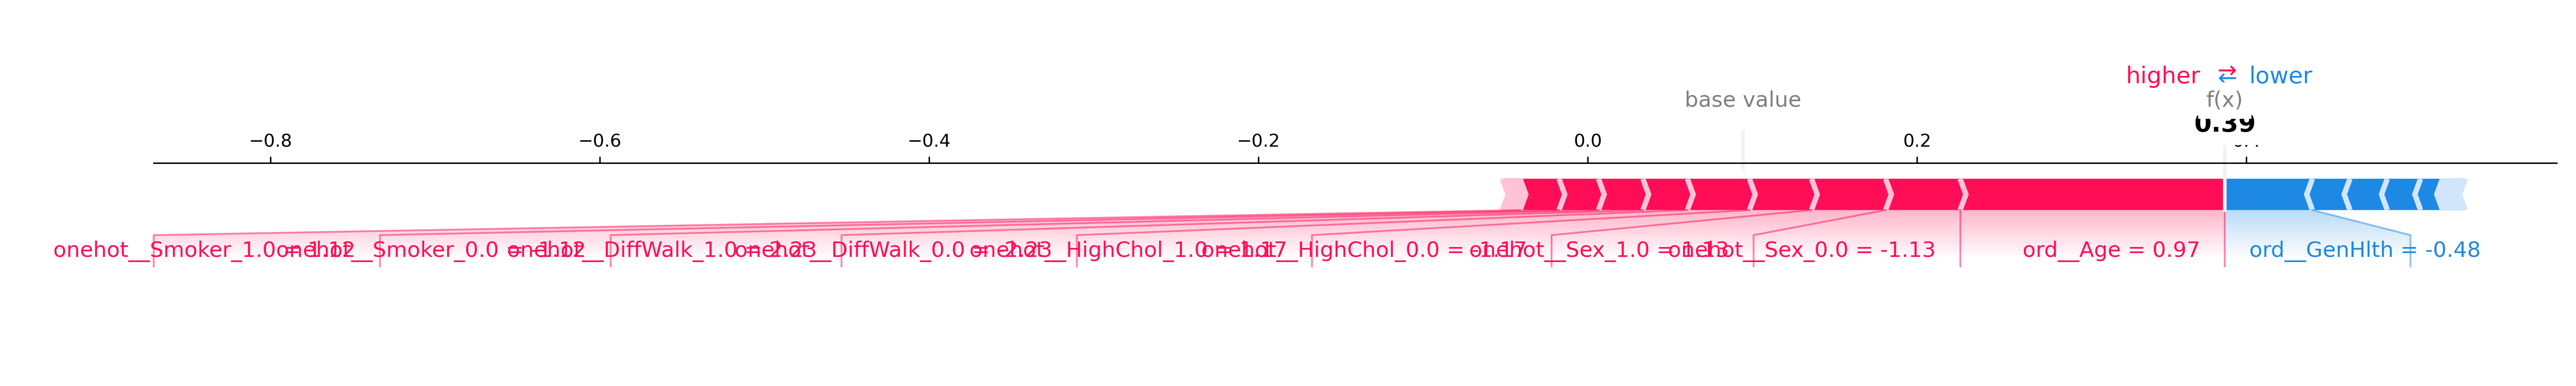 higher ⇄ lower
base value f(x)
0.39
−0.8 −0.6 −0.4 −0.2 0.0 0.2
onehot__Smoker_1.0 = 1.12 onehot__Smoker_0.0 = -1.12 onehot__DiffWalk_1.0 = 2.23 onehot__DiffWalk_0.0 = -2.23 onehot__HighChol_1.0 = 1.17 onehot__HighChol_0.0 = -1.17 onehot__Sex_1.0 = 1.13 onehot__Sex_0.0 = -1.13 ord__Age = 0.97 ord__GenHlth = -0.48